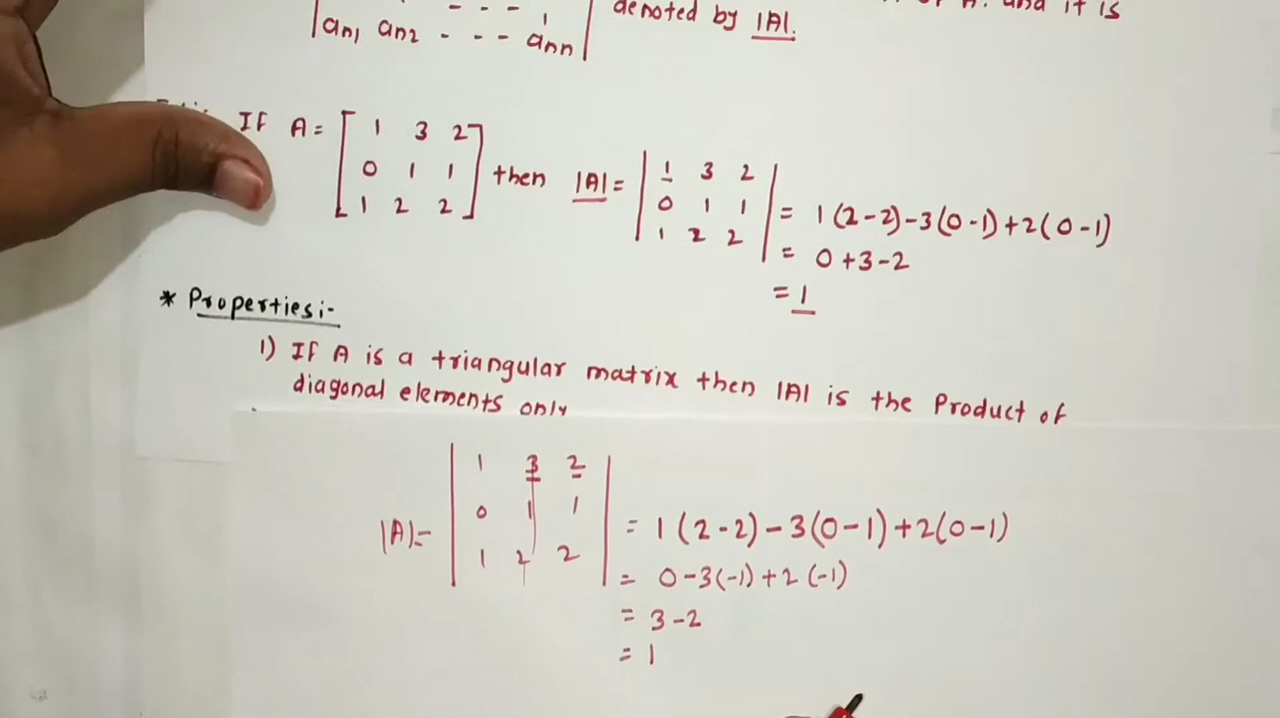 - - -
an1 an2 - - - ann
A. and it is
denoted by |A|.
If A = [ 1 3 2
0 1 1
1 2 2 ] then |A| = | 1 3 2
0 1 1
1 2 2 | = 1(2-2)-3(0-1)+2(0-1)
= 0+3-2
= 1
* Properties:-
1) If A is a triangular matrix then |A| is the Product of
diagonal elements only
|A| = | 1 3 2
0 1 1
1 2 2 | = 1(2-2)-3(0-1)+2(0-1)
= 0-3(-1)+2(-1)
= 3-2
= 1